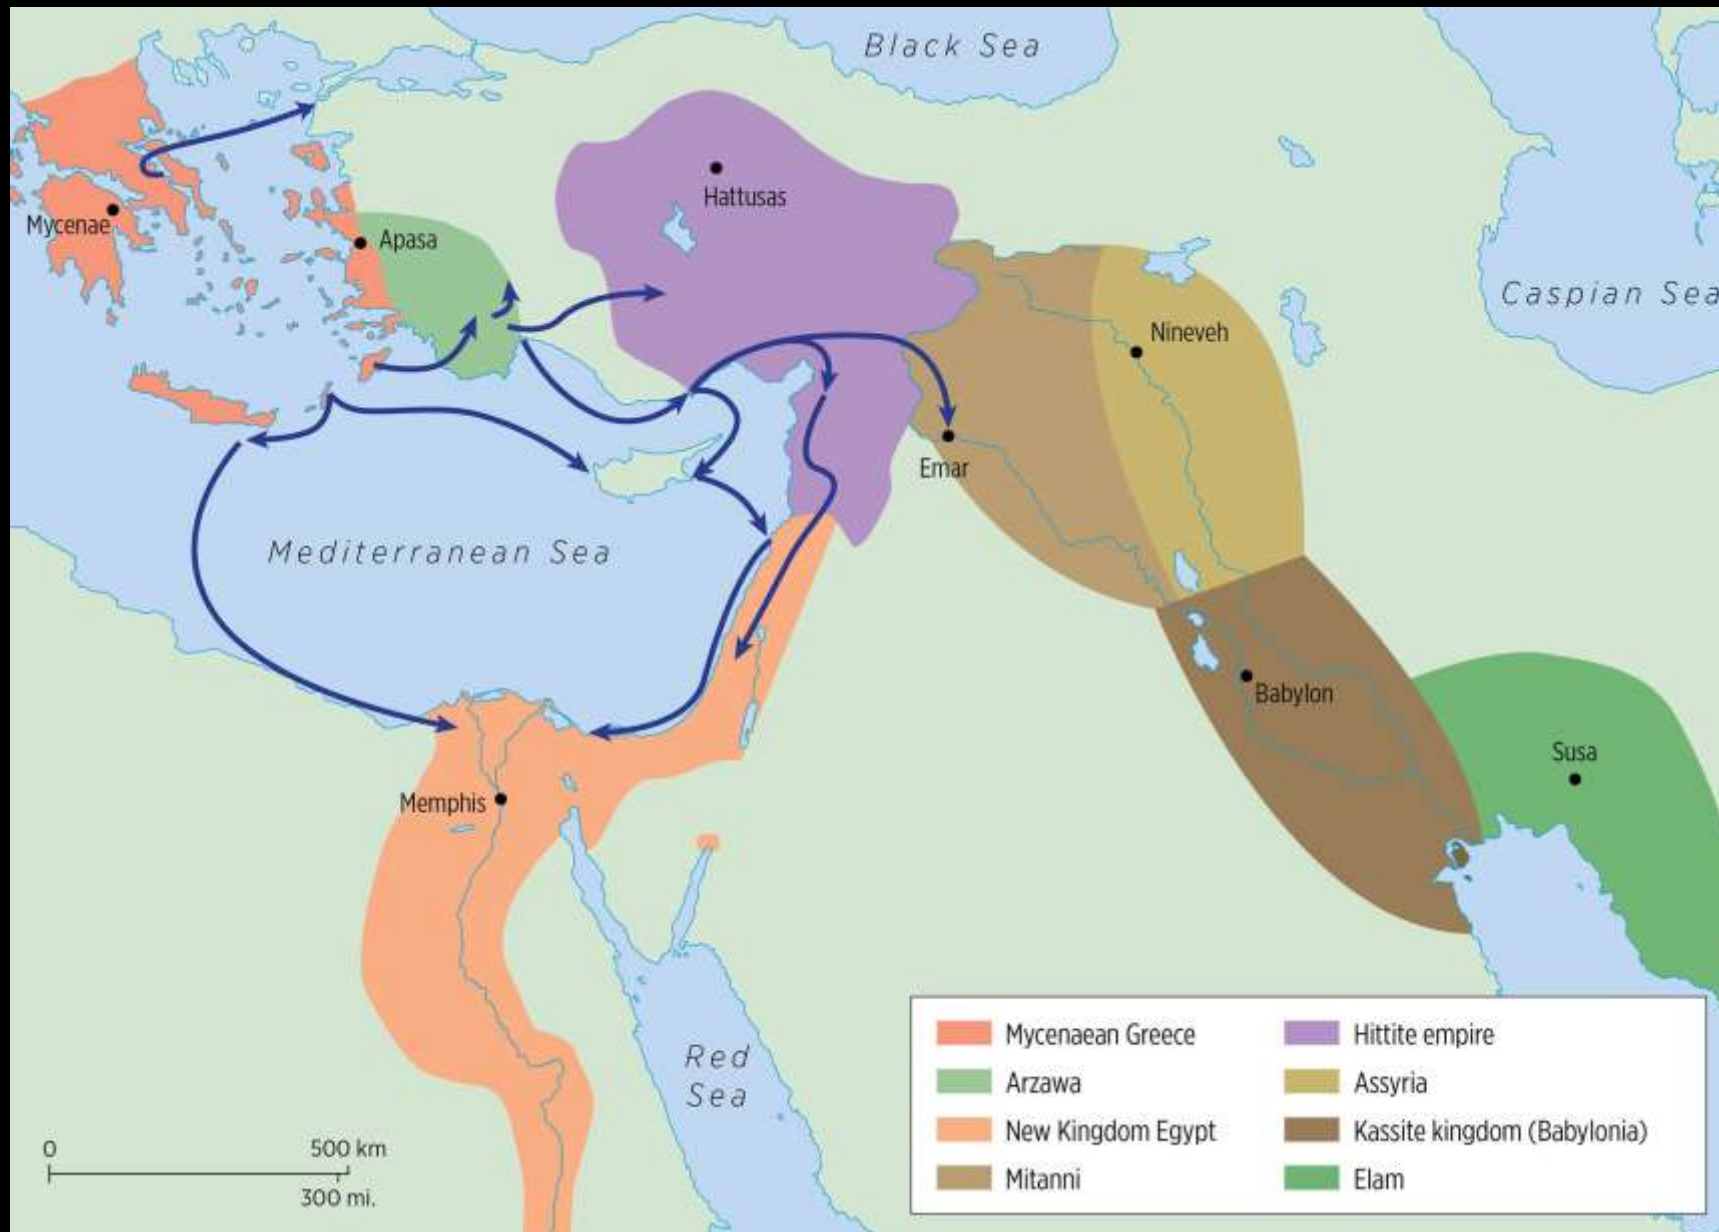 Black Sea
Hattusas
Mycenae
Apasa
Caspian Sea
Nineveh
Emar
Mediterranean Sea
Babylon
Susa
Memphis
Red
Sea
Mycenaean Greece
Arzawa
New Kingdom Egypt
Mitanni
Hittite empire
Assyria
Kassite kingdom (Babylonia)
Elam
0 500 km
300 mi.